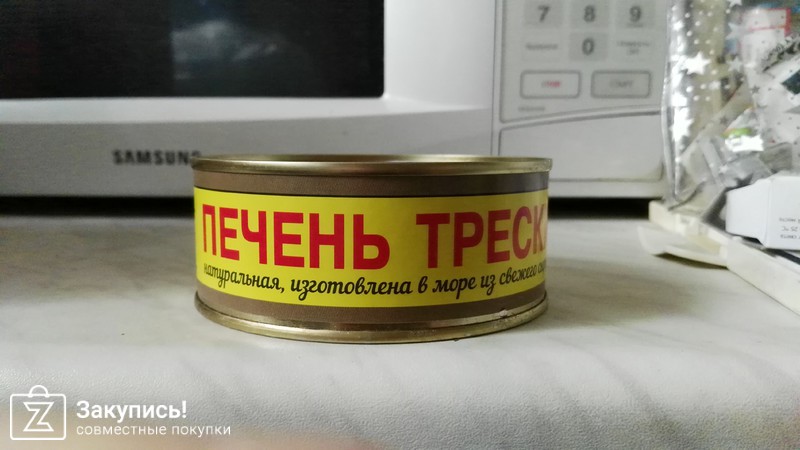 7 8 9
0
SAMSUNG
ПЕЧЕНЬ ТРЕСК
натуральная, изготовлена в море из свежего
Закупись!
совместные покупки